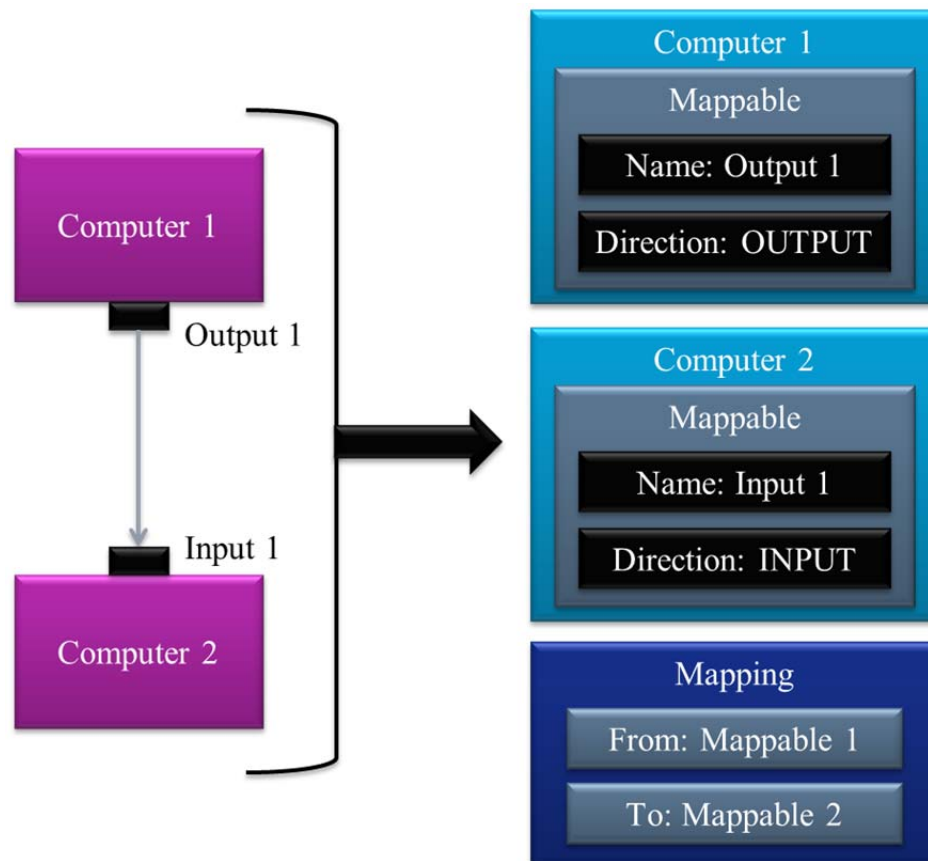 Computer 1
Output 1
Input 1
Computer 2
Computer 1
Mappable
Name: Output 1
Direction: OUTPUT
Computer 2
Mappable
Name: Input 1
Direction: INPUT
Mapping
From: Mappable 1
To: Mappable 2